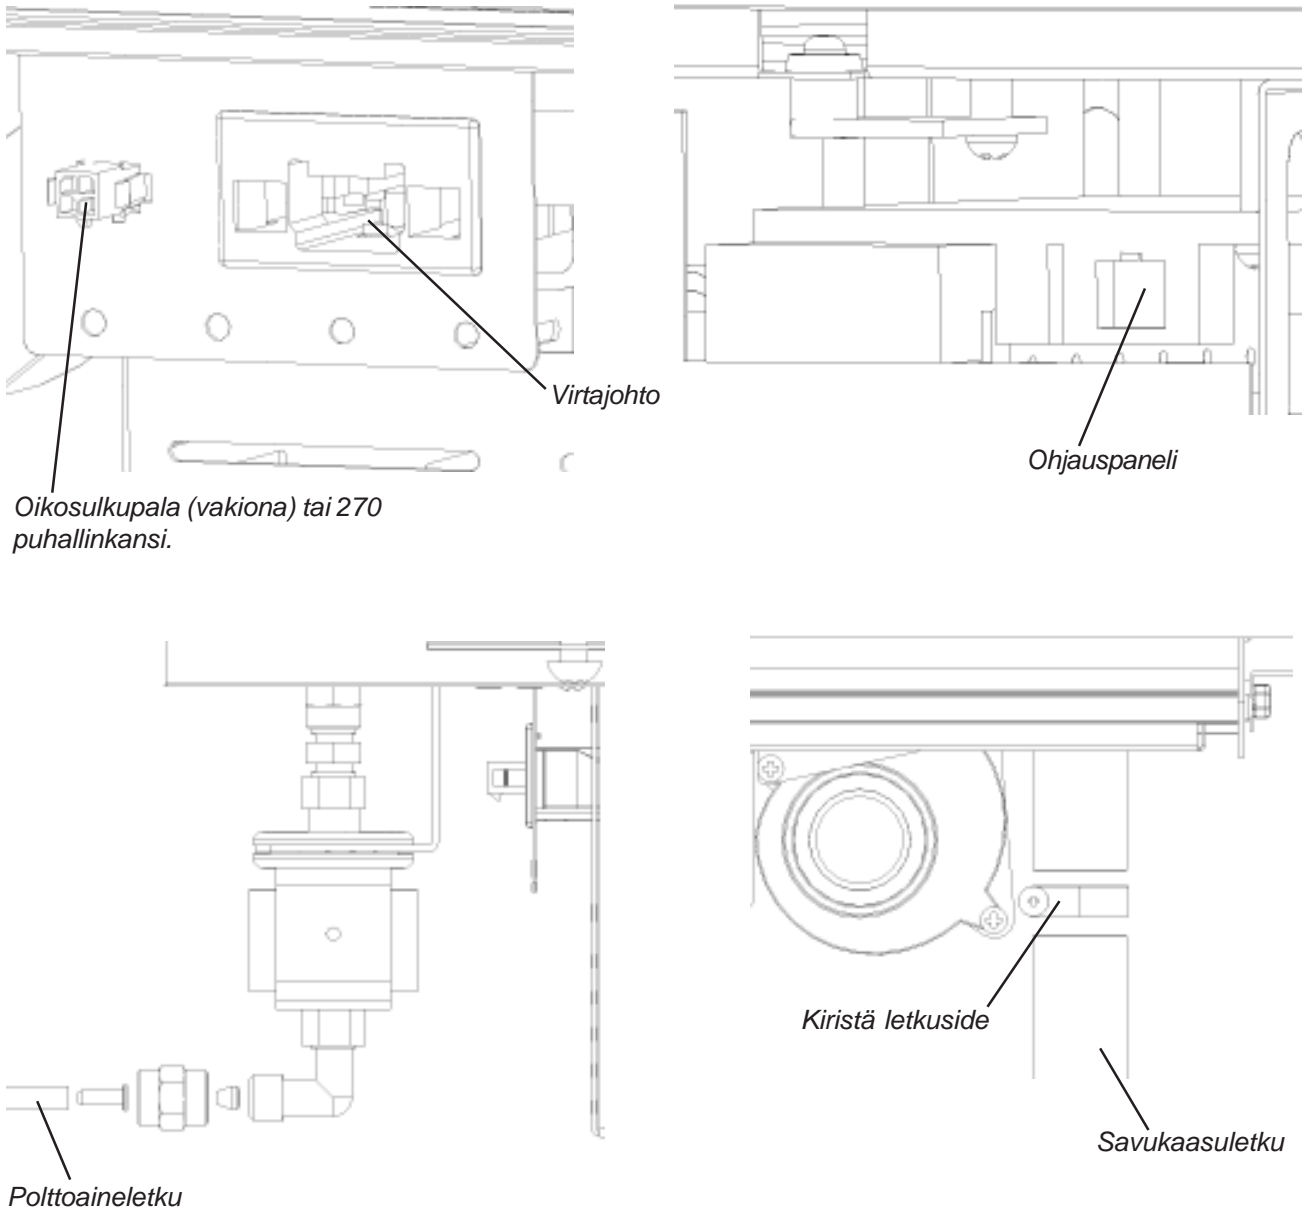 Virtajohto
Ohjauspaneli
Oikosulkupala (vakiona) tai 270
puhallinkansi.
Kiristä letkuside
Savukaasuletku
Polttoaineletku